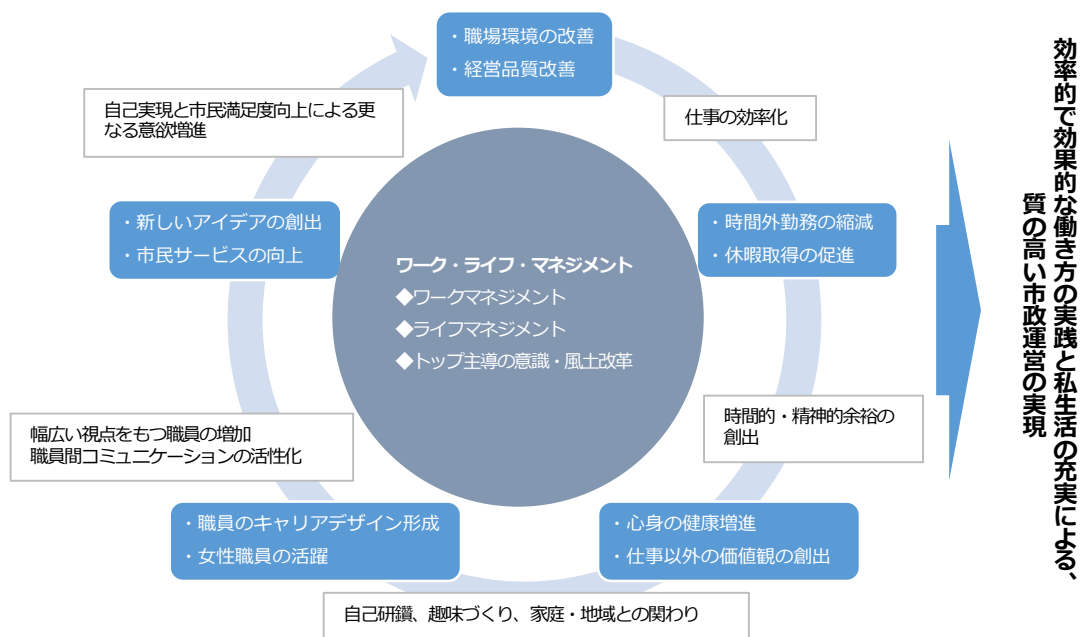 ・職場環境の改善
・経営品質改善
仕事の効率化
・時間外勤務の縮減
・休暇取得の促進
時間的・精神的余裕の
創出
・心身の健康増進
・仕事以外の価値観の創出
自己研鑽、趣味づくり、家庭・地域との関わり
・職員のキャリアデザイン形成
・女性職員の活躍
幅広い視点をもつ職員の増加
職員間コミュニケーションの活性化
・新しいアイデアの創出
・市民サービスの向上
自己実現と市民満足度向上による更
なる意欲増進
ワーク・ライフ・マネジメント
◆ワークマネジメント
◆ライフマネジメント
◆トップ主導の意識・風土改革
効率的で効果的な働き方の実践と私生活の充実による、
質の高い市政運営の実現